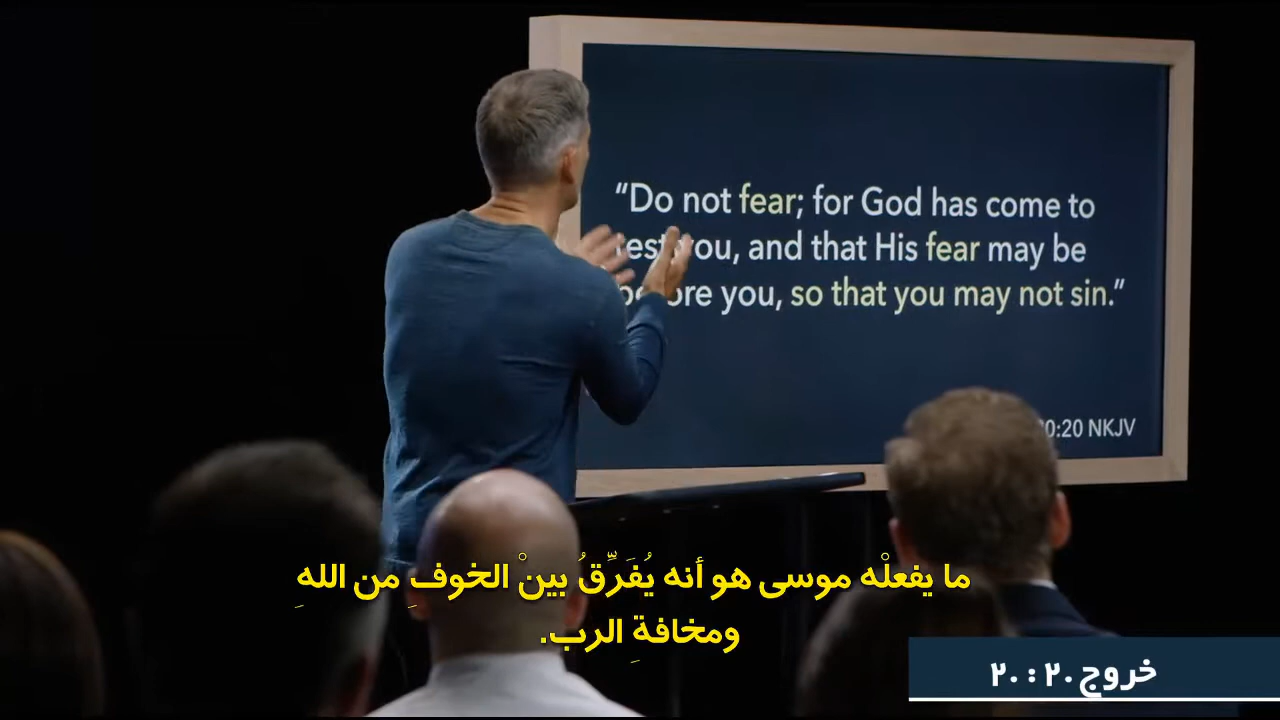 “Do not fear; for God has come to
you, and that His fear may be
you, so that you may not sin.”
:20 NKJV
ما يفعلْه موسى هو أنه يُفَرِّقُ بينْ الخوفِ من اللهِ
ومخافةِ الرب.
خروج ٢٠ : ٢٠